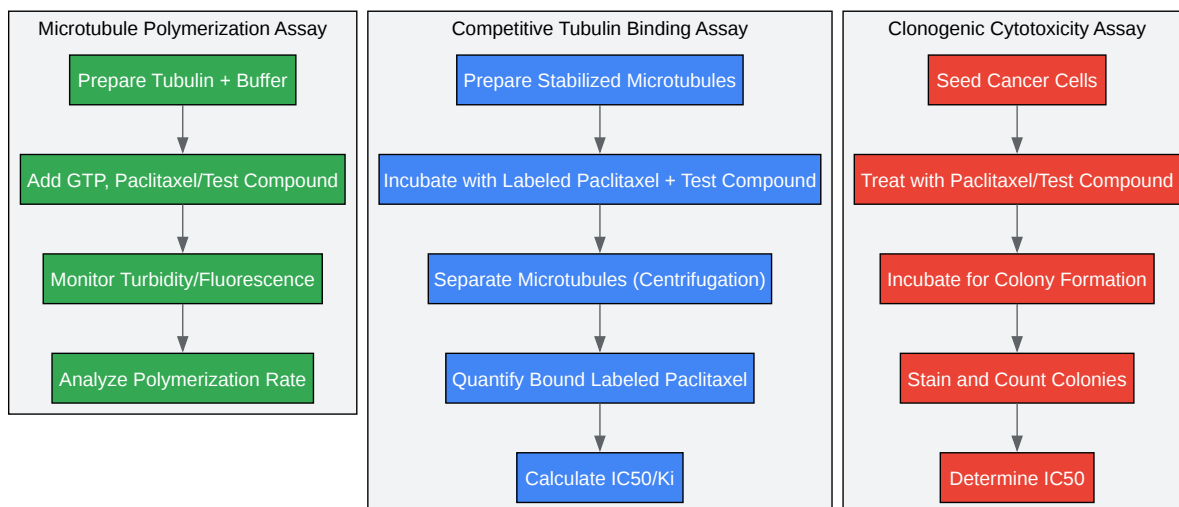 Microtubule Polymerization Assay
Prepare Tubulin + Buffer
Add GTP, Paclitaxel/Test Compound
Monitor Turbidity/Fluorescence
Analyze Polymerization Rate
Competitive Tubulin Binding Assay
Prepare Stabilized Microtubules
Incubate with Labeled Paclitaxel + Test Compound
Separate Microtubules (Centrifugation)
Quantify Bound Labeled Paclitaxel
Calculate IC50/Ki
Clonogenic Cytotoxicity Assay
Seed Cancer Cells
Treat with Paclitaxel/Test Compound
Incubate for Colony Formation
Stain and Count Colonies
Determine IC50